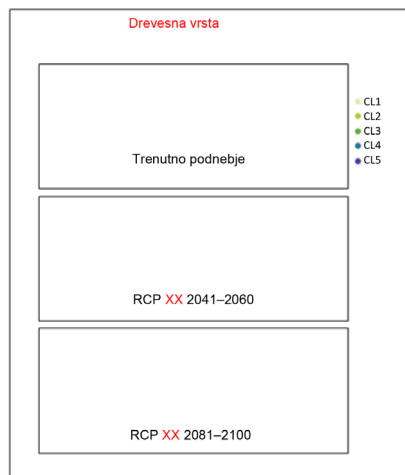 Drevesna vrsta
CL1
CL2
CL3
CL4
CL5
Trenutno podnebje
RCP XX 2041–2060
RCP XX 2081–2100